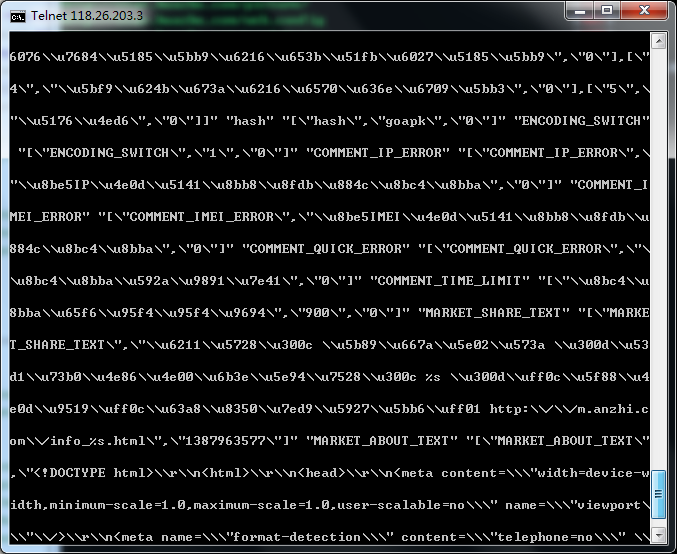 Telnet 118.26.203.3
6076\\u7684\\u5185\\u5bb9\\u6216\\u653b\\u51fb\\u6027\\u5185\\u5bb9\",\"0\"],[\"
4\",\"\\u5bf9\\u624b\\u673a\\u6216\\u6570\\u636e\\u6709\\u5bb3\",\"0\"],[\"5\",\
"\\u5176\\u4ed6\",\"0\"]]" "hash" "[\"hash\",\"goapk\",\"0\"]" "ENCODING_SWITCH"
"[\"ENCODING_SWITCH\",\"1\",\"0\"]" "COMMENT_IP_ERROR" "[\"COMMENT_IP_ERROR\",\
"\\u8be5IP\\u4e0d\\u5141\\u8bb8\\u8fdb\\u884c\\u8bc4\\u8bba\",\"0\"]" "COMMENT_I
MEI_ERROR" "[\"COMMENT_IMEI_ERROR\",\"\\u8be5IMEI\\u4e0d\\u5141\\u8bb8\\u8fdb\\u
884c\\u8bc4\\u8bba\",\"0\"]" "COMMENT_QUICK_ERROR" "[\"COMMENT_QUICK_ERROR\",\"\
\u8bc4\\u8bba\\u592a\\u9891\\u7e41\",\"0\"]" "COMMENT_TIME_LIMIT" "[\"\\u8bc4\\u
8bba\\u65f6\\u95f4\\u95f4\\u9694\",\"900\",\"0\"]" "MARKET_SHARE_TEXT" "[\"MARKE
T_SHARE_TEXT\",\"\\u6211\\u5728\\u300c \\u5b89\\u667a\\u5e02\\u573a \\u300d\\u53
d1\\u73b0\\u4e86\\u4e00\\u6b3e\\u5e94\\u7528\\u300c %s \\u300d\\uff0c\\u5f88\\u4
e0d\\u9519\\uff0c\\u63a8\\u8350\\u7ed9\\u5927\\u5bb6\\uff01 http:\\/\\/m.anzhi.c
om\\/info_%s.html\",\"1387963577\"]" "MARKET_ABOUT_TEXT" "[\"MARKET_ABOUT_TEXT\"
,\"<!DOCTYPE html>\\r\\n<html>\\r\\n<head>\\r\\n<meta content=\\\"width=device-w
idth,minimum-scale=1.0,maximum-scale=1.0,user-scalable=no\\\" name=\\\"viewport\
\\"\\/>\\r\\n<meta name=\\\"format-detection\\\" content=\\\"telephone=no\\\" \\